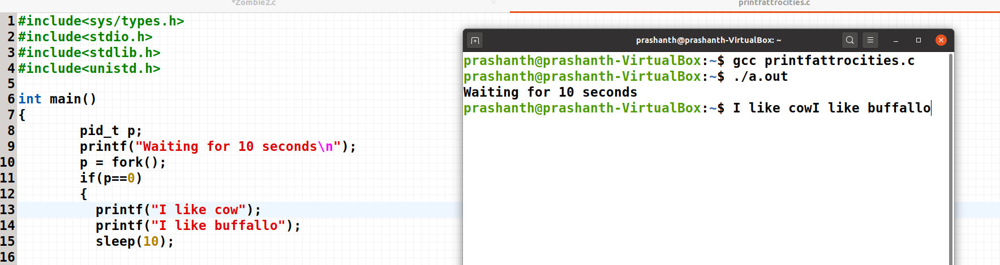 *Zombie2.c
printfattrocities.c
1 #include<sys/types.h>
2 #include<stdio.h>
3 #include<stdlib.h>
4 #include<unistd.h>
5
6 int main()
7 {
8 pid_t p;
9 printf("Waiting for 10 seconds\n");
10 p = fork();
11 if(p==0)
12 {
13 printf("I like cow");
14 printf("I like buffallo");
15 sleep(10);
16
prashanth@prashanth-VirtualBox: ~
prashanth@prashanth-VirtualBox:~$ gcc printfattrocities.c
prashanth@prashanth-VirtualBox:~$ ./a.out
Waiting for 10 seconds
prashanth@prashanth-VirtualBox:~$ I like cowI like buffallo